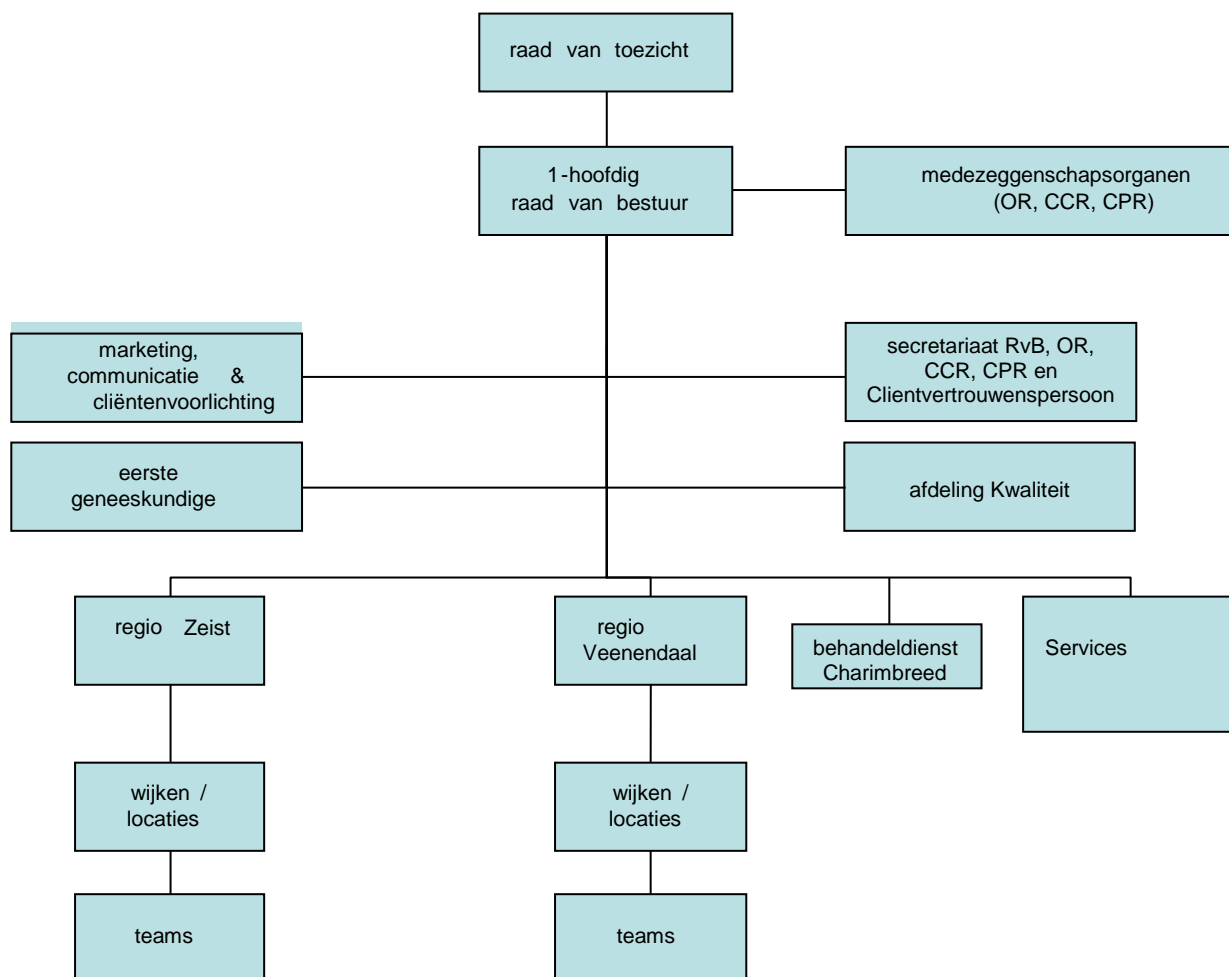 raad van toezicht
1-hoofdig
raad van bestuur
medezeggenschapsorganen
(OR, CCR, CPR)
marketing,
communicatie &
cliëntenvoorlichting
secretariaat RvB, OR,
CCR, CPR en
Clientvertrouwenspersoon
eerste
geneeskundige
afdeling Kwaliteit
regio Zeist
regio
Veenendaal
behandeldienst
Charimbreed
Services
wijken /
locaties
wijken /
locaties
teams
teams